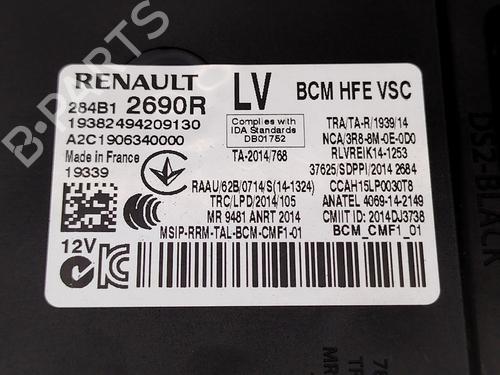 RENAULT LV BCM HFE VSC
284B1 2690R
19382494209130
A2C1906340000
Made in France
19339
Complies with
IDA Standards
DB01752
TA-2014/768
TRA/TA-R/1939/14
NCA/3R8-8M-0E-0D0
RLVREIK14-1253
37625/SDPPI/2014 2684
RAAU/62B/0714/S(14-1324)
CCAH15LP0030T8
TRC/LPD/2014/105
ANATEL 4069-14-2149
MR 9481 ANRT 2014
CMIIT ID: 2014DJ3738
MSIP-RRM-TAL-BCM-CMF1-01
BCM_CMF1_01
12V
DS2-BLACK
B-Parts